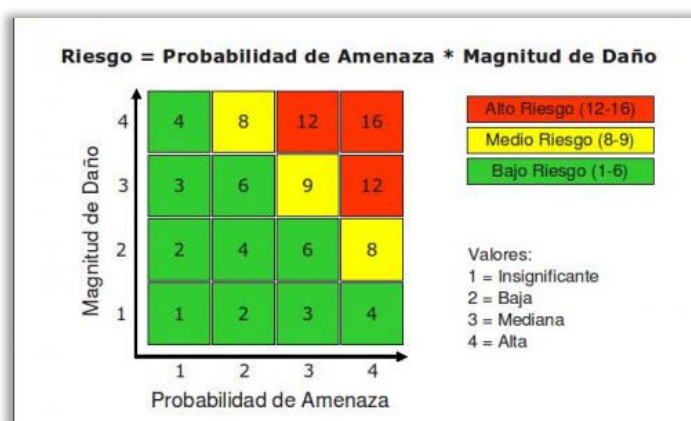 Riesgo = Probabilidad de Amenaza * Magnitud de Daño
Magnitud de Daño
4 4 8 12 16
3 3 6 9 12
2 2 4 6 8
1 1 2 3 4
1 2 3 4
Probabilidad de Amenaza
Alto Riesgo (12-16)
Medio Riesgo (8-9)
Bajo Riesgo (1-6)
Valores:
1 = Insignificante
2 = Baja
3 = Mediana
4 = Alta